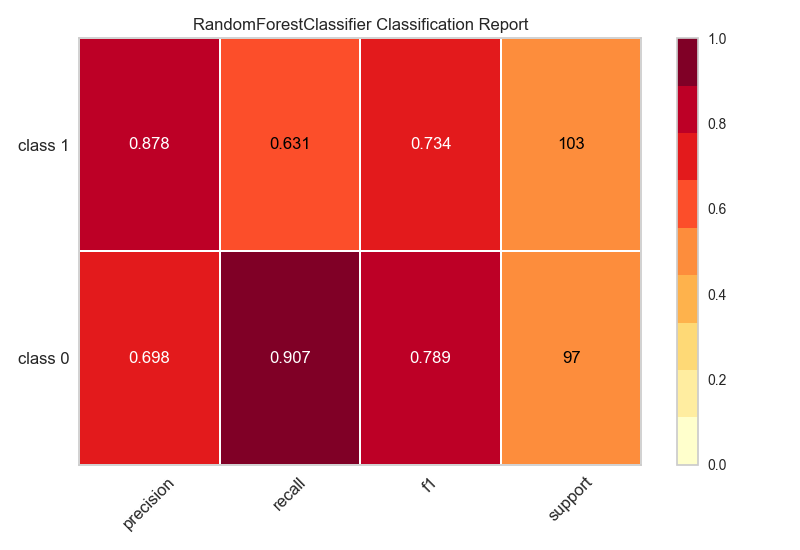 RandomForestClassifier Classification Report
class 1 0.878 0.631 0.734 103
class 0 0.698 0.907 0.789 97
precision recall f1 support
1.0
0.8
0.6
0.4
0.2
0.0